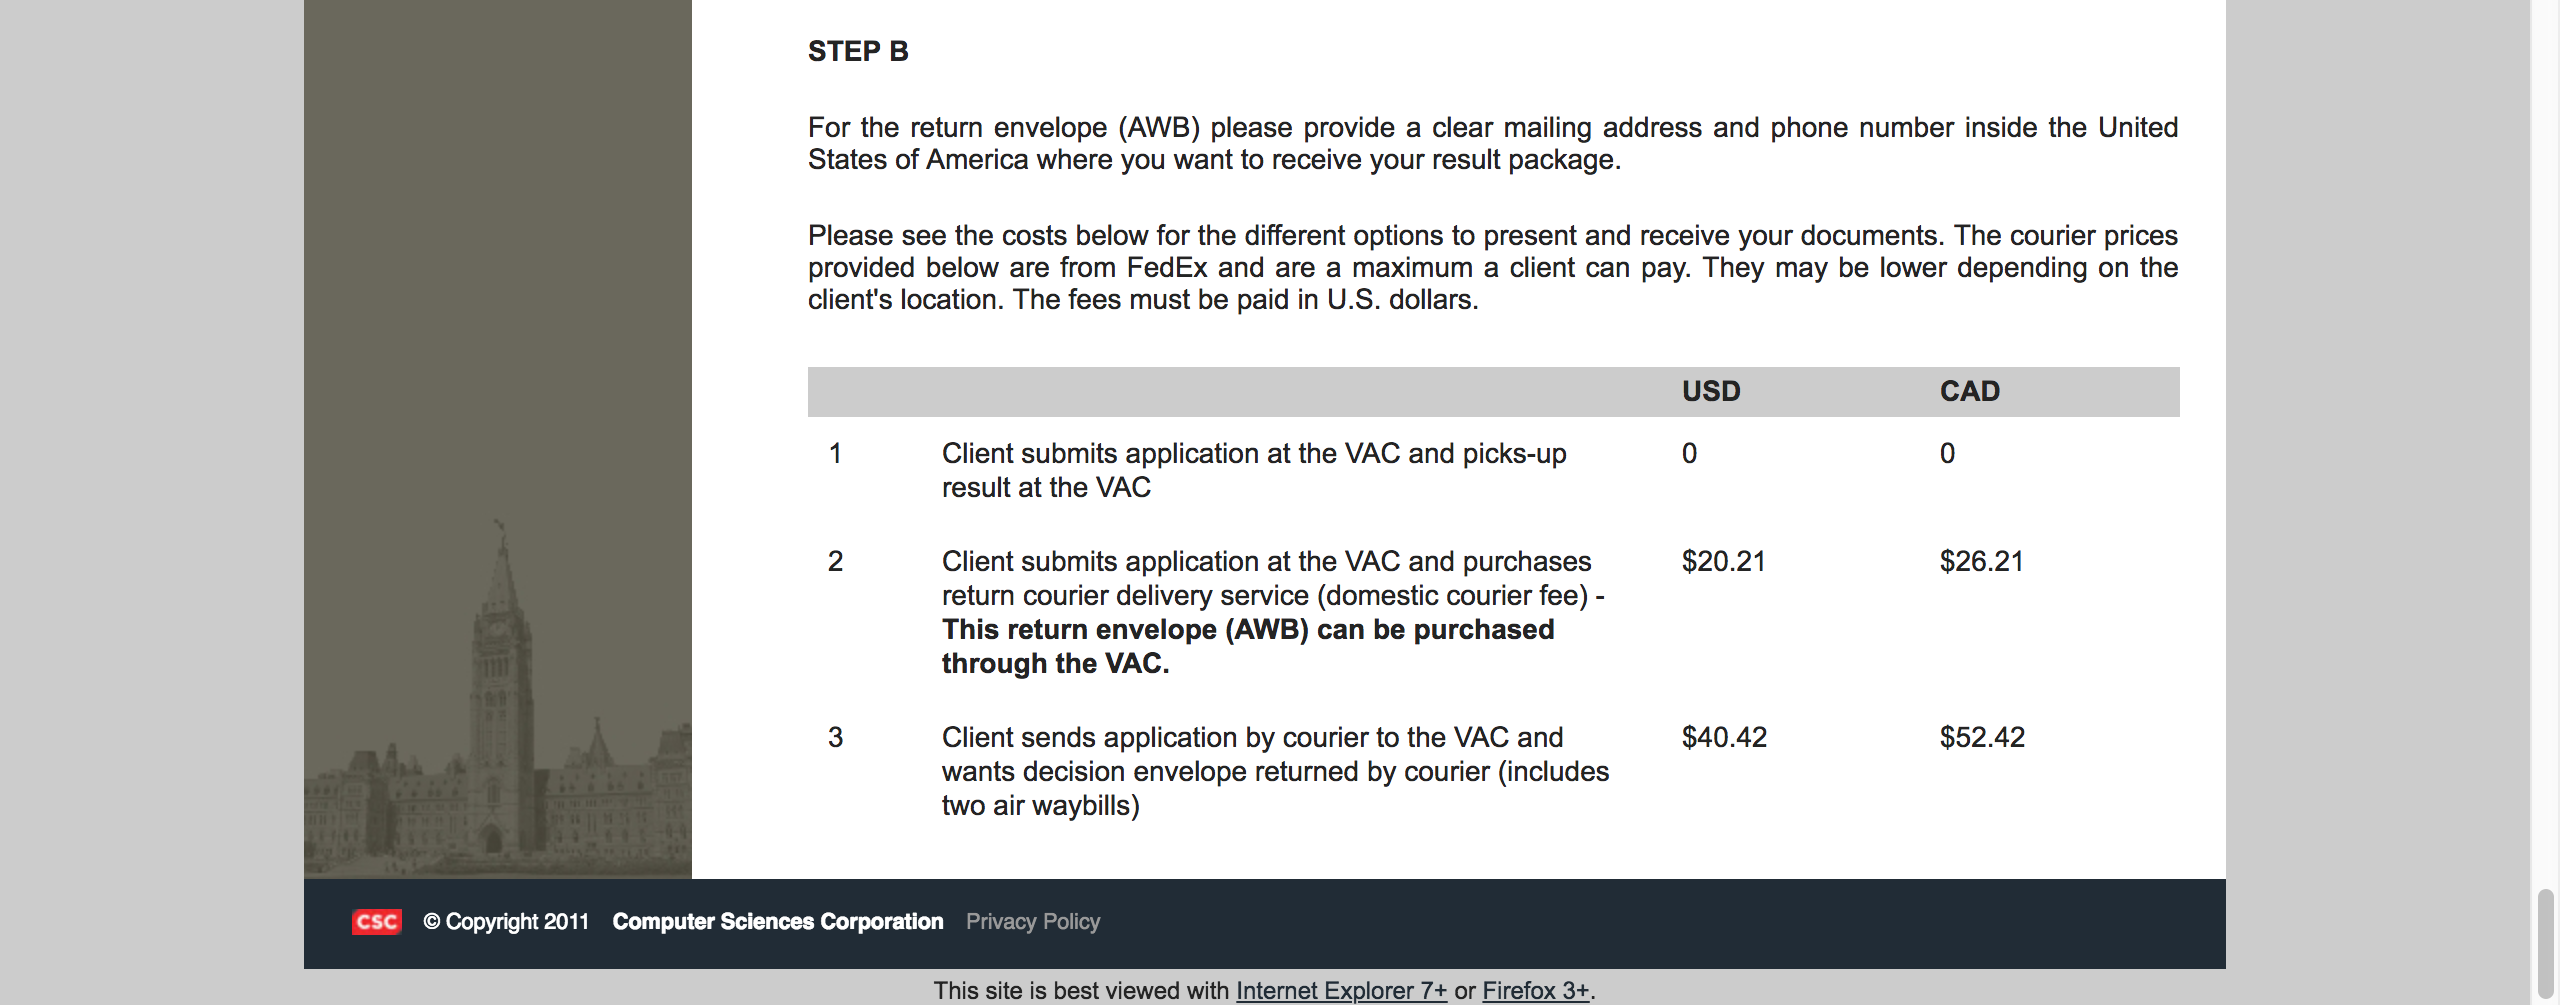 STEP B
For the return envelope (AWB) please provide a clear mailing address and phone number inside the United
States of America where you want to receive your result package.
Please see the costs below for the different options to present and receive your documents. The courier prices
provided below are from FedEx and are a maximum a client can pay. They may be lower depending on the
client's location. The fees must be paid in U.S. dollars.
USD CAD
1 Client submits application at the VAC and picks-up 0 0
result at the VAC
2 Client submits application at the VAC and purchases $20.21 $26.21
return courier delivery service (domestic courier fee) -
This return envelope (AWB) can be purchased
through the VAC.
3 Client sends application by courier to the VAC and $40.42 $52.42
wants decision envelope returned by courier (includes
two air waybills)
CSC © Copyright 2011 Computer Sciences Corporation Privacy Policy
This site is best viewed with Internet Explorer 7+ or Firefox 3+.